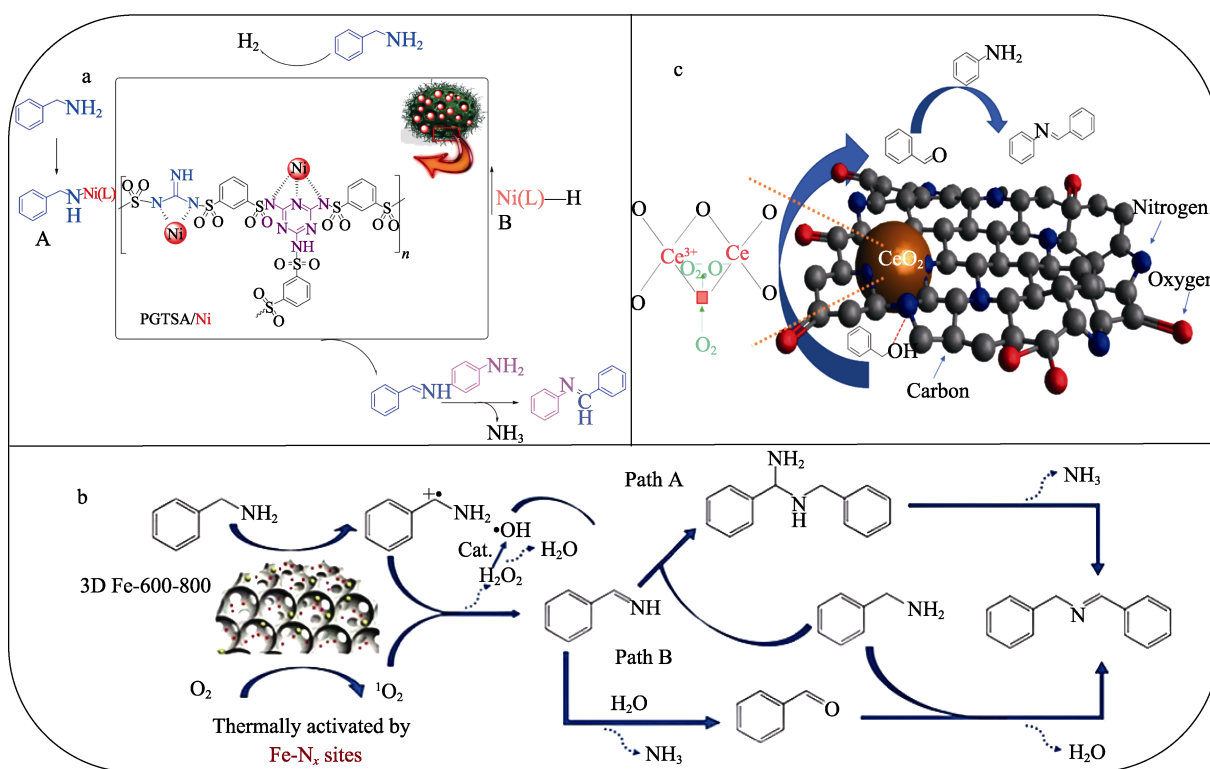 a
H₂
NH₂
NH₂
N
H
Ni(L)
A
O O
S
NH
N
N
Ni
O O
S
O O
S
N
N
N
N
N
N
Ni
O O
S
O O
S
n
NH
O
S
O
O
S
O
PGTSA/Ni
Ni(L)—H
B
NH
NH₂
NH₃
N
C
H
c
NH₂
O
N
O
O
O
Ce³⁺
Ce
O₂⁻
O
O
O
O₂
CeO₂
OH
Nitrogen
Oxygen
Carbon
b
NH₂
NH₂
+•
•OH
Cat.
H₂O
H₂O₂
3D Fe-600-800
O₂
¹O₂
Thermally activated by
Fe-Nₓ sites
NH
Path A
NH₂
N
H
NH₃
Path B
NH₂
N
H₂O
NH₃
O
H₂O